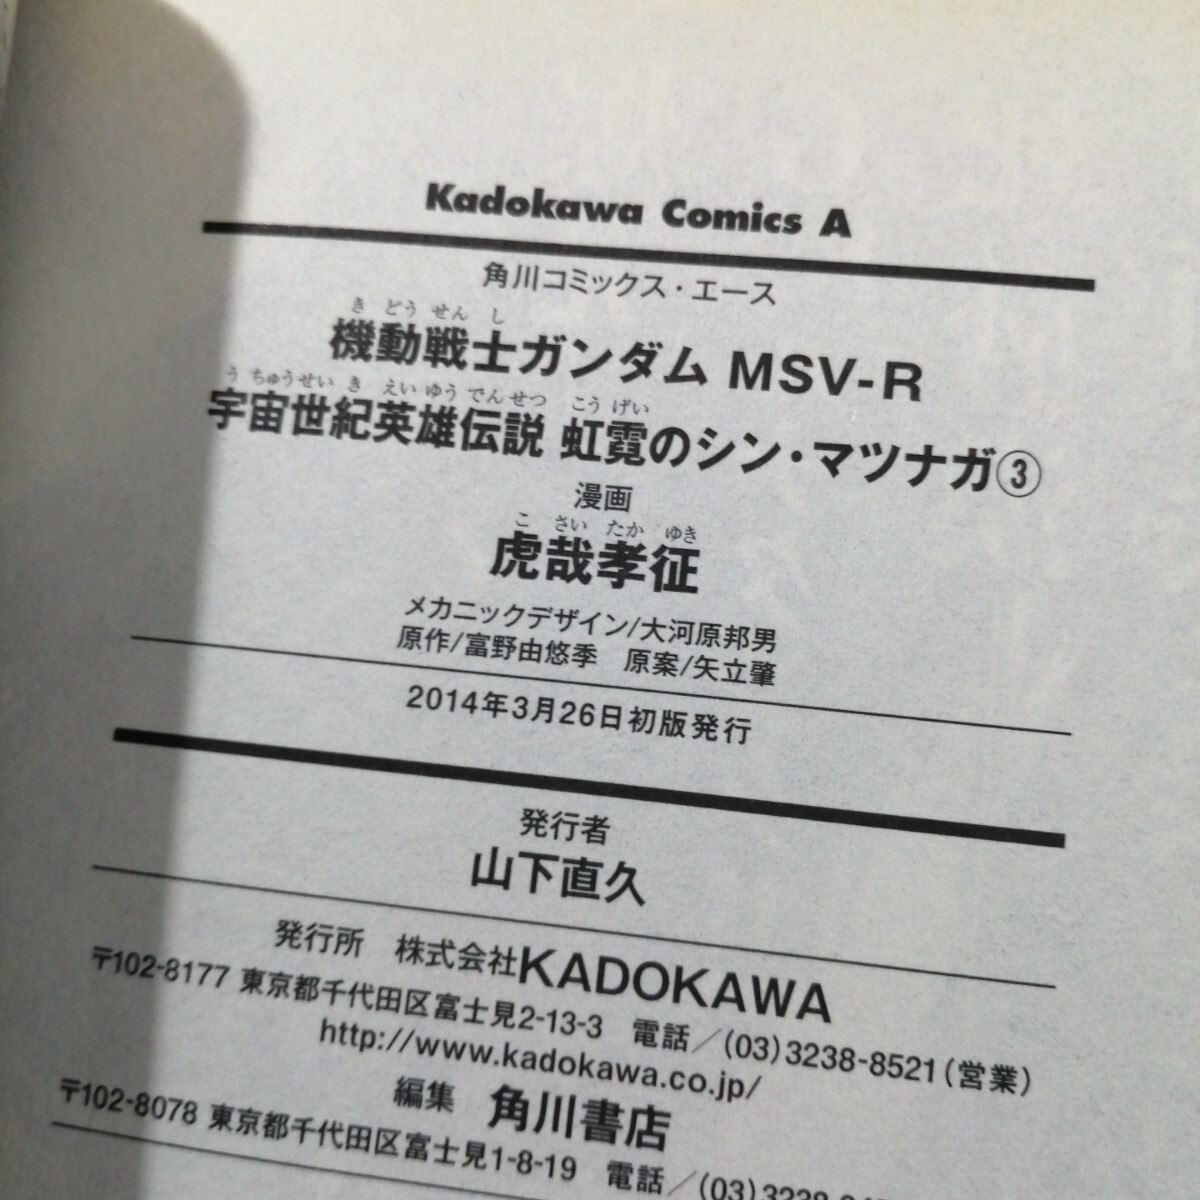 Kadokawa Comics A
角川コミックス・エース
きどうせんし
機動戦士ガンダム MSV-R
うちゅうせいきえいゆうでんせつ こうげい
宇宙世紀英雄伝説 虹霓のシン・マツナガ③
漫画
こさいたかゆき
虎哉孝征
メカニックデザイン/大河原邦男
原作/富野由悠季 原案/矢立肇
2014年3月26日初版発行
発行者
山下直久
発行所 株式会社KADOKAWA
〒102-8177 東京都千代田区富士見2-13-3 電話/(03)3238-8521(営業)
http://www.kadokawa.co.jp/
編集 角川書店
〒102-8078 東京都千代田区富士見1-8-19 電話/(03)3238